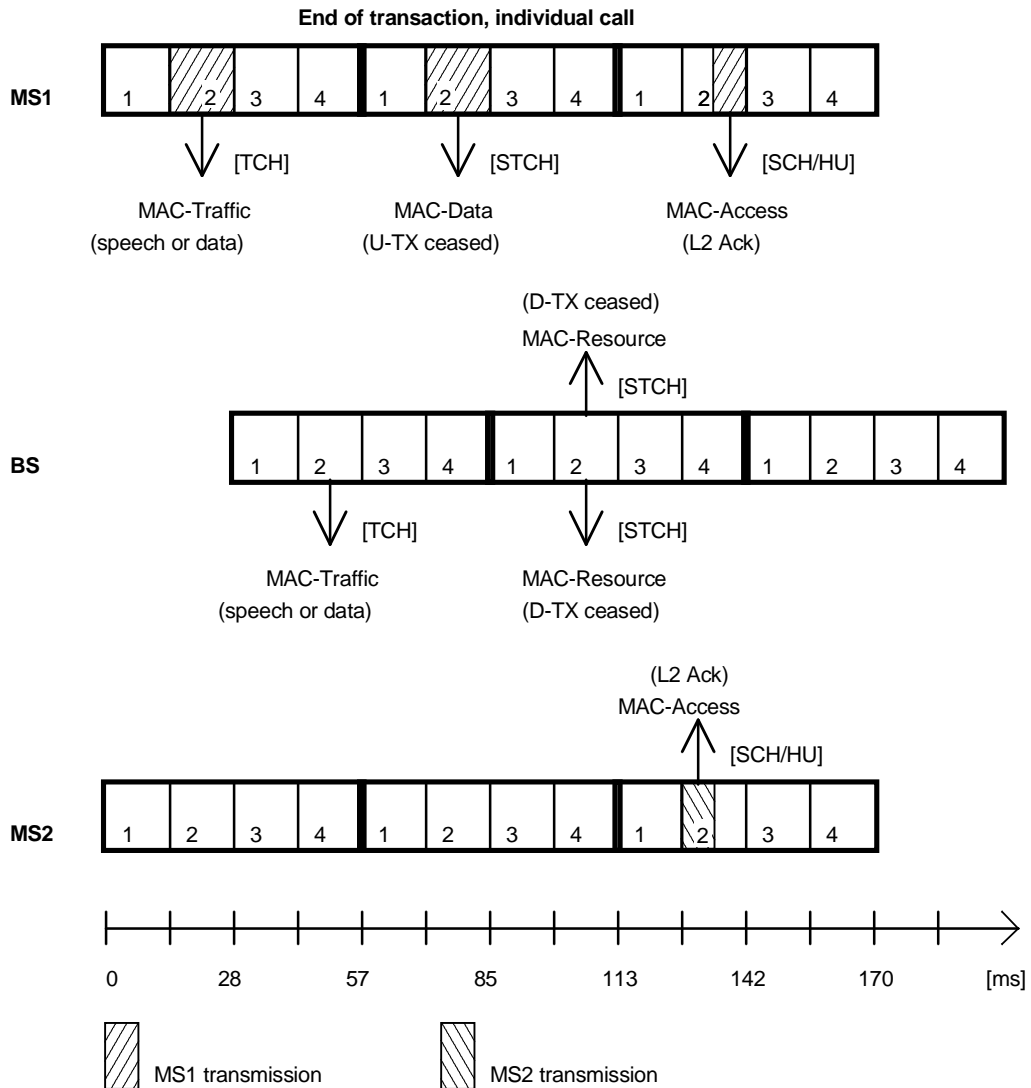 End of transaction, individual call
MS1
1 2 3 4 1 2 3 4 1 2 3 4
[TCH] [STCH] [SCH/HU]
MAC-Traffic MAC-Data MAC-Access
(speech or data) (U-TX ceased) (L2 Ack)
(D-TX ceased)
MAC-Resource
[STCH]
BS
1 2 3 4 1 2 3 4 1 2 3 4
[TCH] [STCH]
MAC-Traffic MAC-Resource
(speech or data) (D-TX ceased)
(L2 Ack)
MAC-Access
[SCH/HU]
MS2
1 2 3 4 1 2 3 4 1 2 3 4
0 28 57 85 113 142 170 [ms]
MS1 transmission MS2 transmission